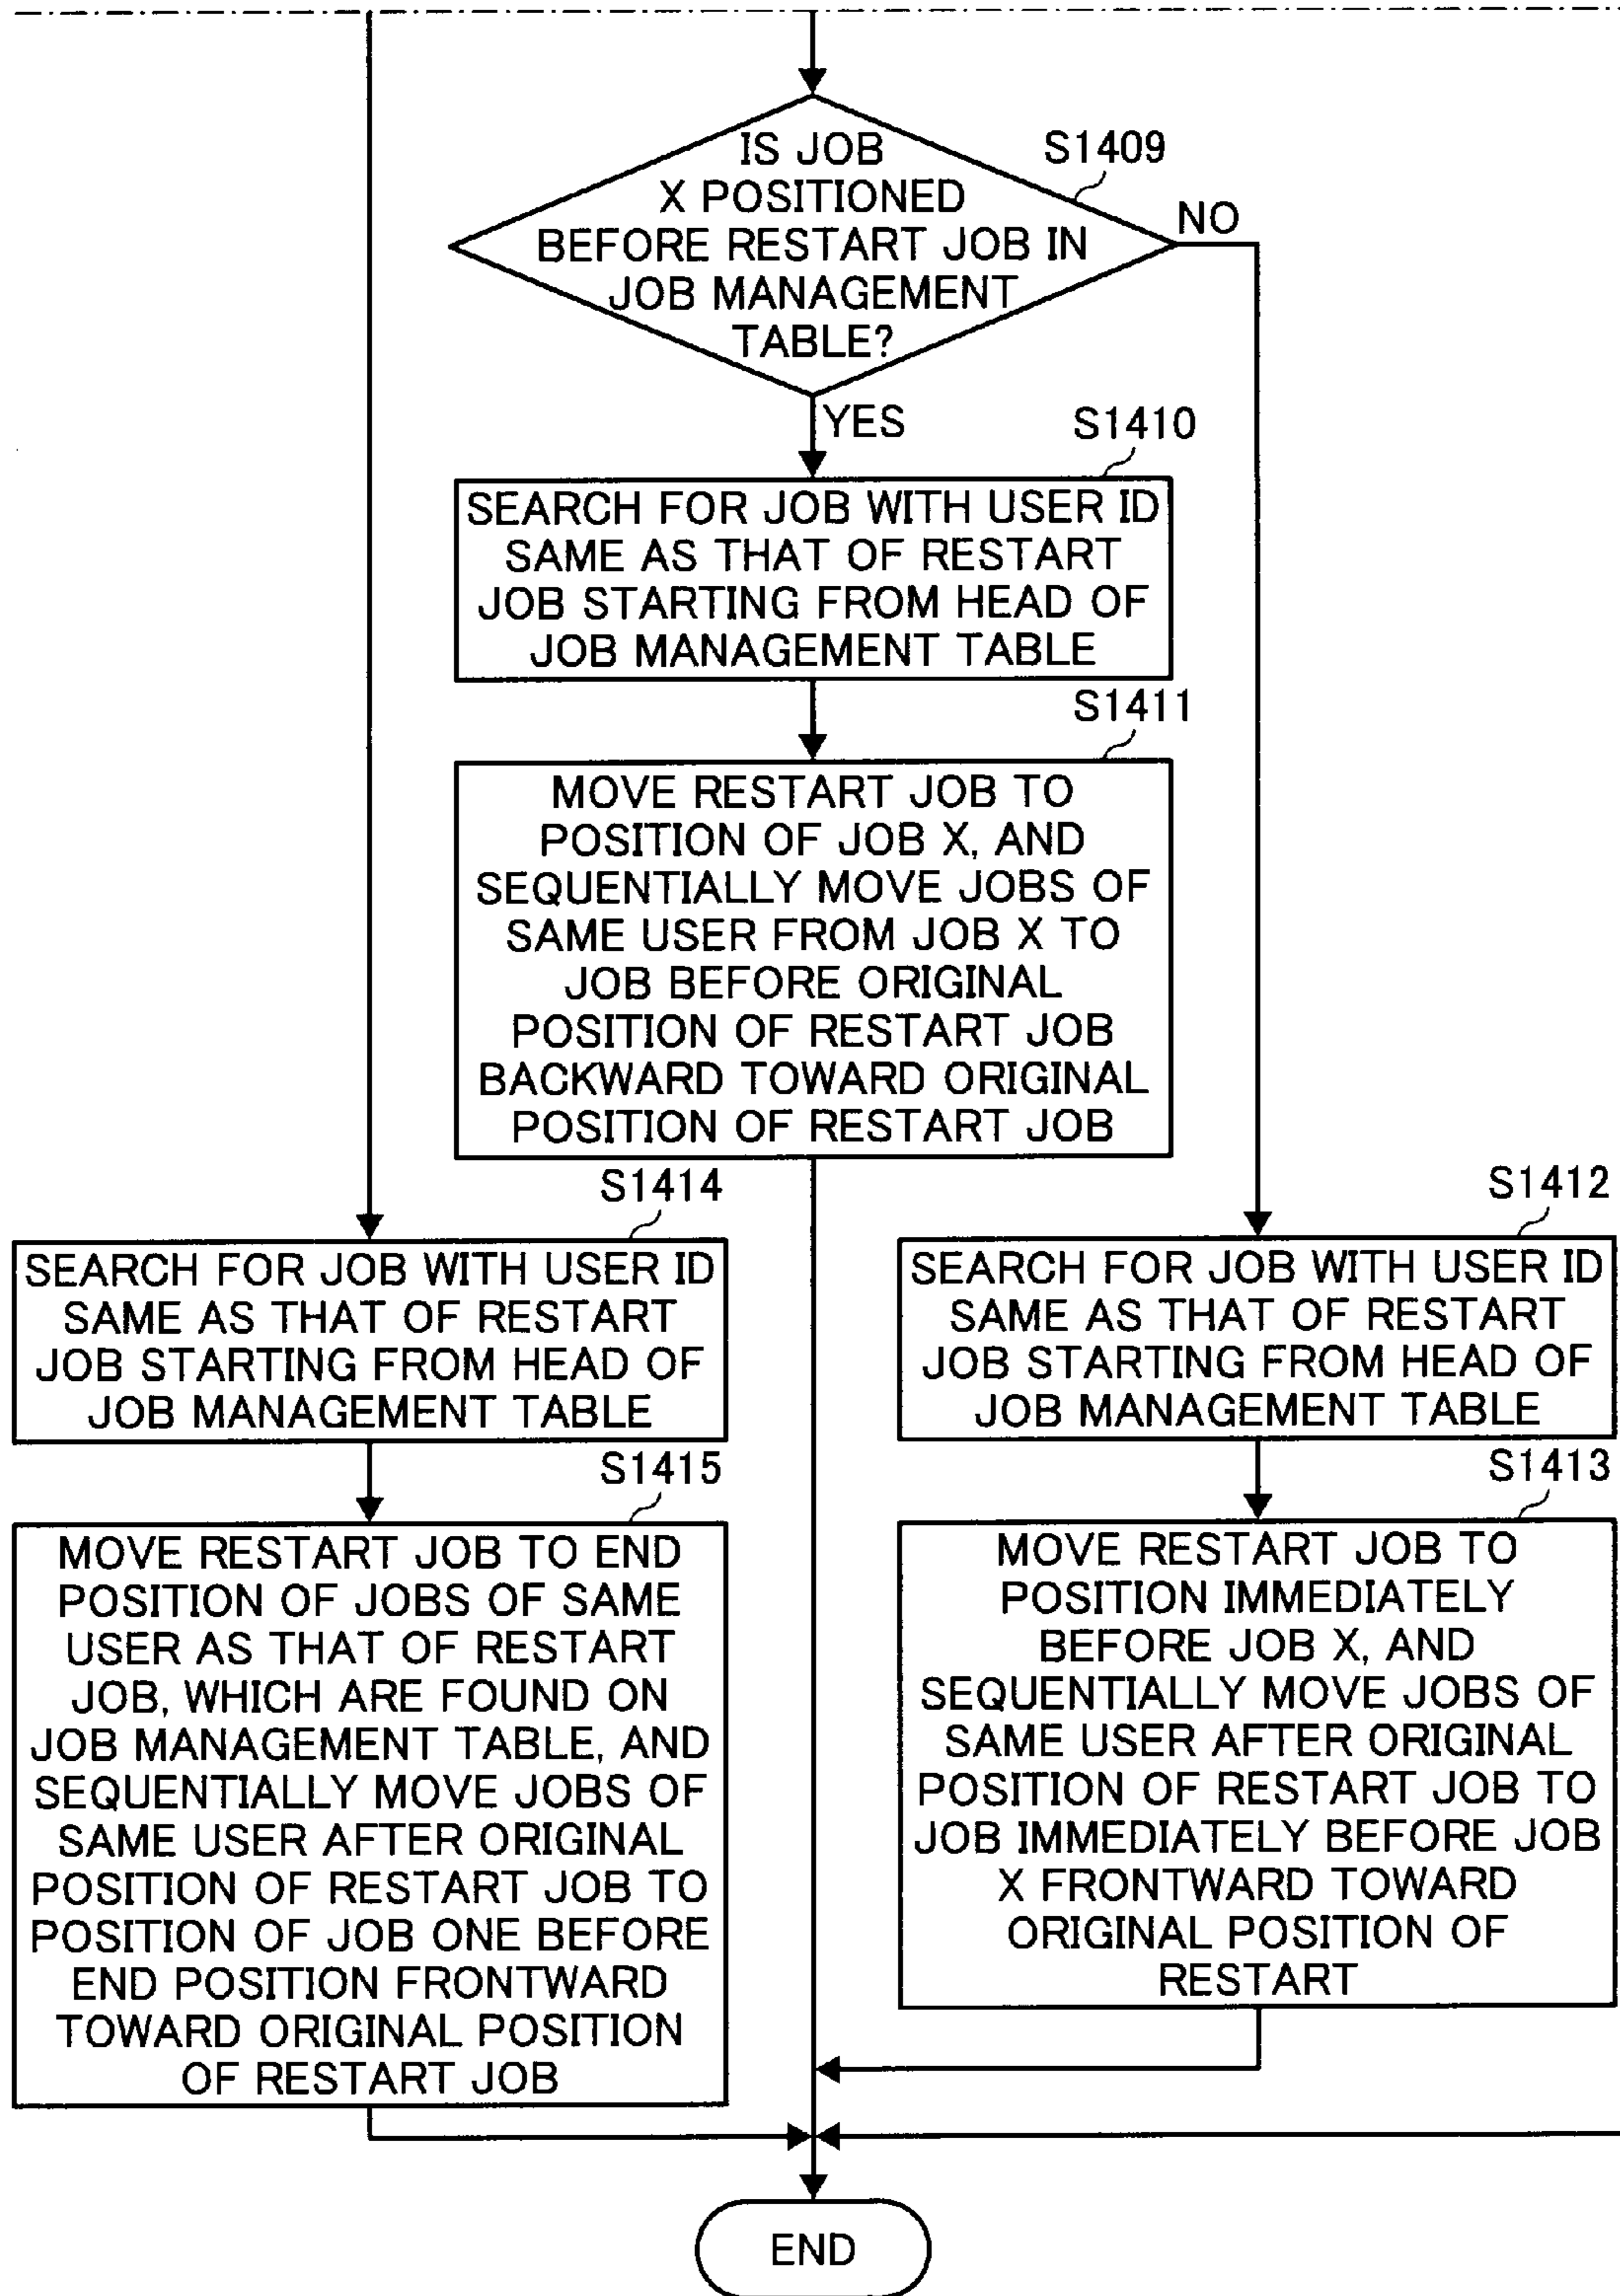 IS JOB
X POSITIONED
BEFORE RESTART JOB IN
JOB MANAGEMENT
TABLE?
S1409
NO
YES
S1410
SEARCH FOR JOB WITH USER ID
SAME AS THAT OF RESTART
JOB STARTING FROM HEAD OF
JOB MANAGEMENT TABLE
S1411
MOVE RESTART JOB TO
POSITION OF JOB X, AND
SEQUENTIALLY MOVE JOBS OF
SAME USER FROM JOB X TO
JOB BEFORE ORIGINAL
POSITION OF RESTART JOB
BACKWARD TOWARD ORIGINAL
POSITION OF RESTART JOB
S1414
SEARCH FOR JOB WITH USER ID
SAME AS THAT OF RESTART
JOB STARTING FROM HEAD OF
JOB MANAGEMENT TABLE
S1415
MOVE RESTART JOB TO END
POSITION OF JOBS OF SAME
USER AS THAT OF RESTART
JOB, WHICH ARE FOUND ON
JOB MANAGEMENT TABLE, AND
SEQUENTIALLY MOVE JOBS OF
SAME USER AFTER ORIGINAL
POSITION OF RESTART JOB TO
POSITION OF JOB ONE BEFORE
END POSITION FRONTWARD
TOWARD ORIGINAL POSITION
OF RESTART JOB
S1412
SEARCH FOR JOB WITH USER ID
SAME AS THAT OF RESTART
JOB STARTING FROM HEAD OF
JOB MANAGEMENT TABLE
S1413
MOVE RESTART JOB TO
POSITION IMMEDIATELY
BEFORE JOB X, AND
SEQUENTIALLY MOVE JOBS OF
SAME USER AFTER ORIGINAL
POSITION OF RESTART JOB TO
JOB IMMEDIATELY BEFORE JOB
X FRONTWARD TOWARD
ORIGINAL POSITION OF
RESTART
END